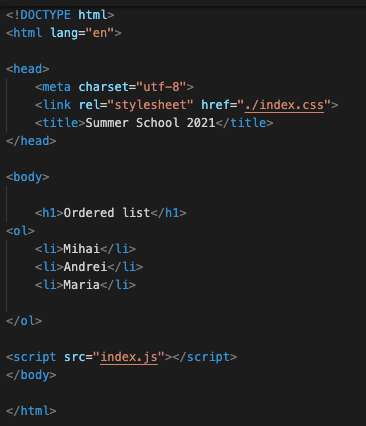 <!DOCTYPE html>
<html lang="en">
<head>
<meta charset="utf-8">
<link rel="stylesheet" href="./index.css">
<title>Summer School 2021</title>
</head>
<body>
<h1>Ordered list</h1>
<ol>
<li>Mihai</li>
<li>Andrei</li>
<li>Maria</li>
</ol>
<script src="index.js"></script>
</body>
</html>